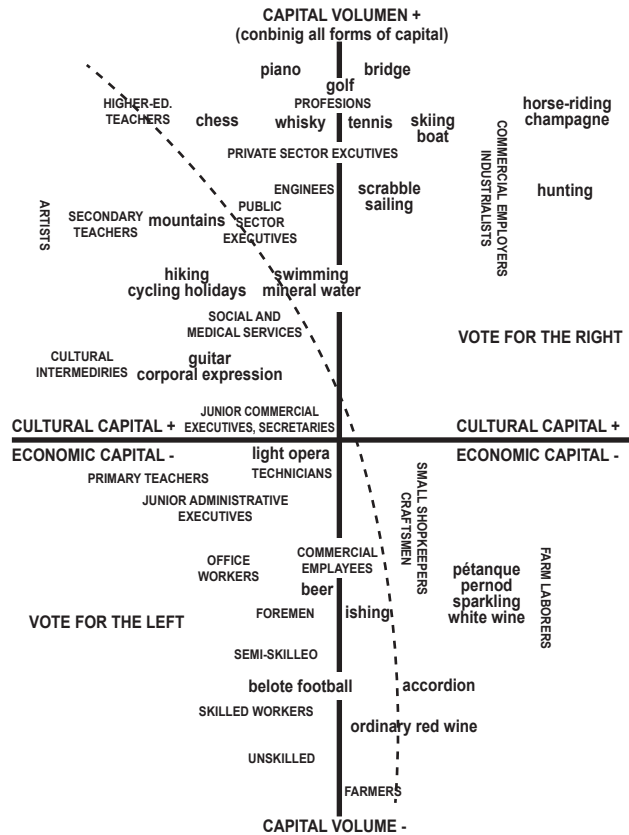 CAPITAL VOLUMEN +
(conbinig all forms of capital)
piano
bridge
golf
PROFESIONS
HIGHER-ED.
TEACHERS
chess
whisky
tennis
skiing
boat
horse-riding
champagne
PRIVATE SECTOR EXCUTIVES
COMMERCIAL EMPLOYERS
INDUSTRIALISTS
ENGINEES
scrabble
sailing
hunting
ARTISTS
SECONDARY
TEACHERS
mountains
PUBLIC
SECTOR
EXECUTIVES
hiking
cycling holidays
swimming
mineral water
SOCIAL AND
MEDICAL SERVICES
VOTE FOR THE RIGHT
CULTURAL
INTERMEDIRIES
guitar
corporal expression
JUNIOR COMMERCIAL
EXECUTIVES, SECRETARIES
CULTURAL CAPITAL +
CULTURAL CAPITAL +
ECONOMIC CAPITAL -
ECONOMIC CAPITAL -
light opera
TECHNICIANS
PRIMARY TEACHERS
JUNIOR ADMINISTRATIVE
EXECUTIVES
SMALL SHOPKEEPERS
CRAFTSMEN
OFFICE
WORKERS
COMMERCIAL
EMPLAYEES
beer
pétanque
pernod
sparkling
white wine
FARM LABORERS
FOREMEN
ishing
VOTE FOR THE LEFT
SEMI-SKILLEO
belote football
accordion
SKILLED WORKERS
ordinary red wine
UNSKILLED
FARMERS
CAPITAL VOLUME -